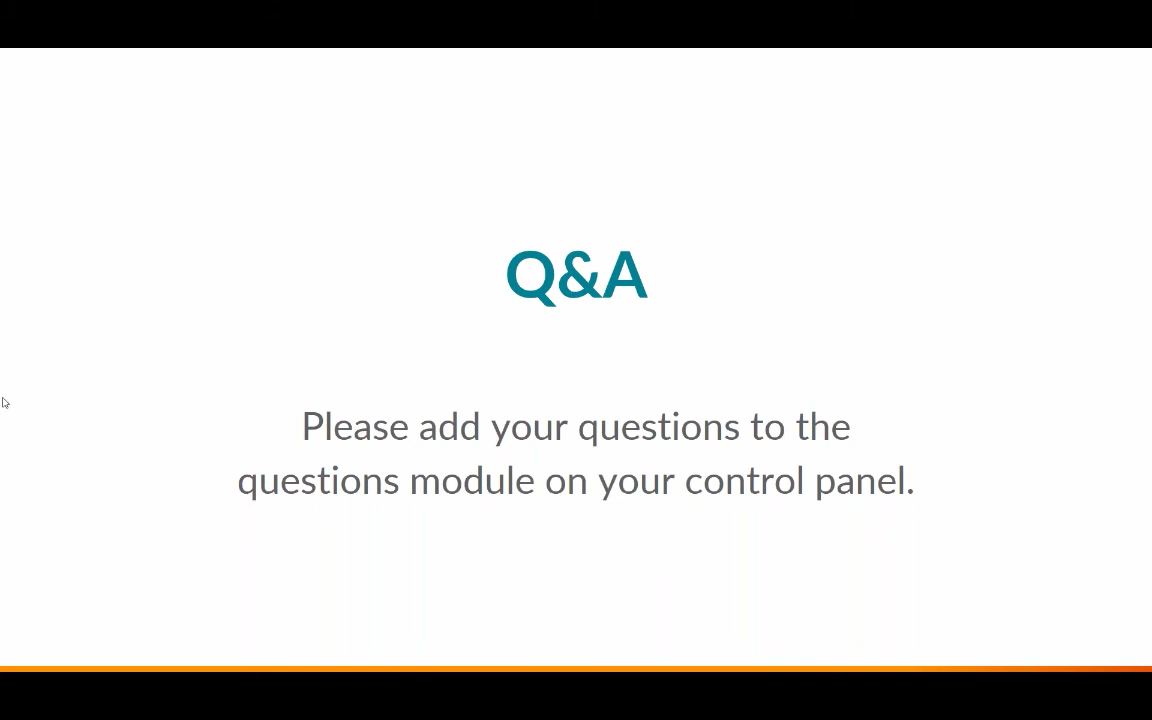 Q&A
Please add your questions to the
questions module on your control panel.